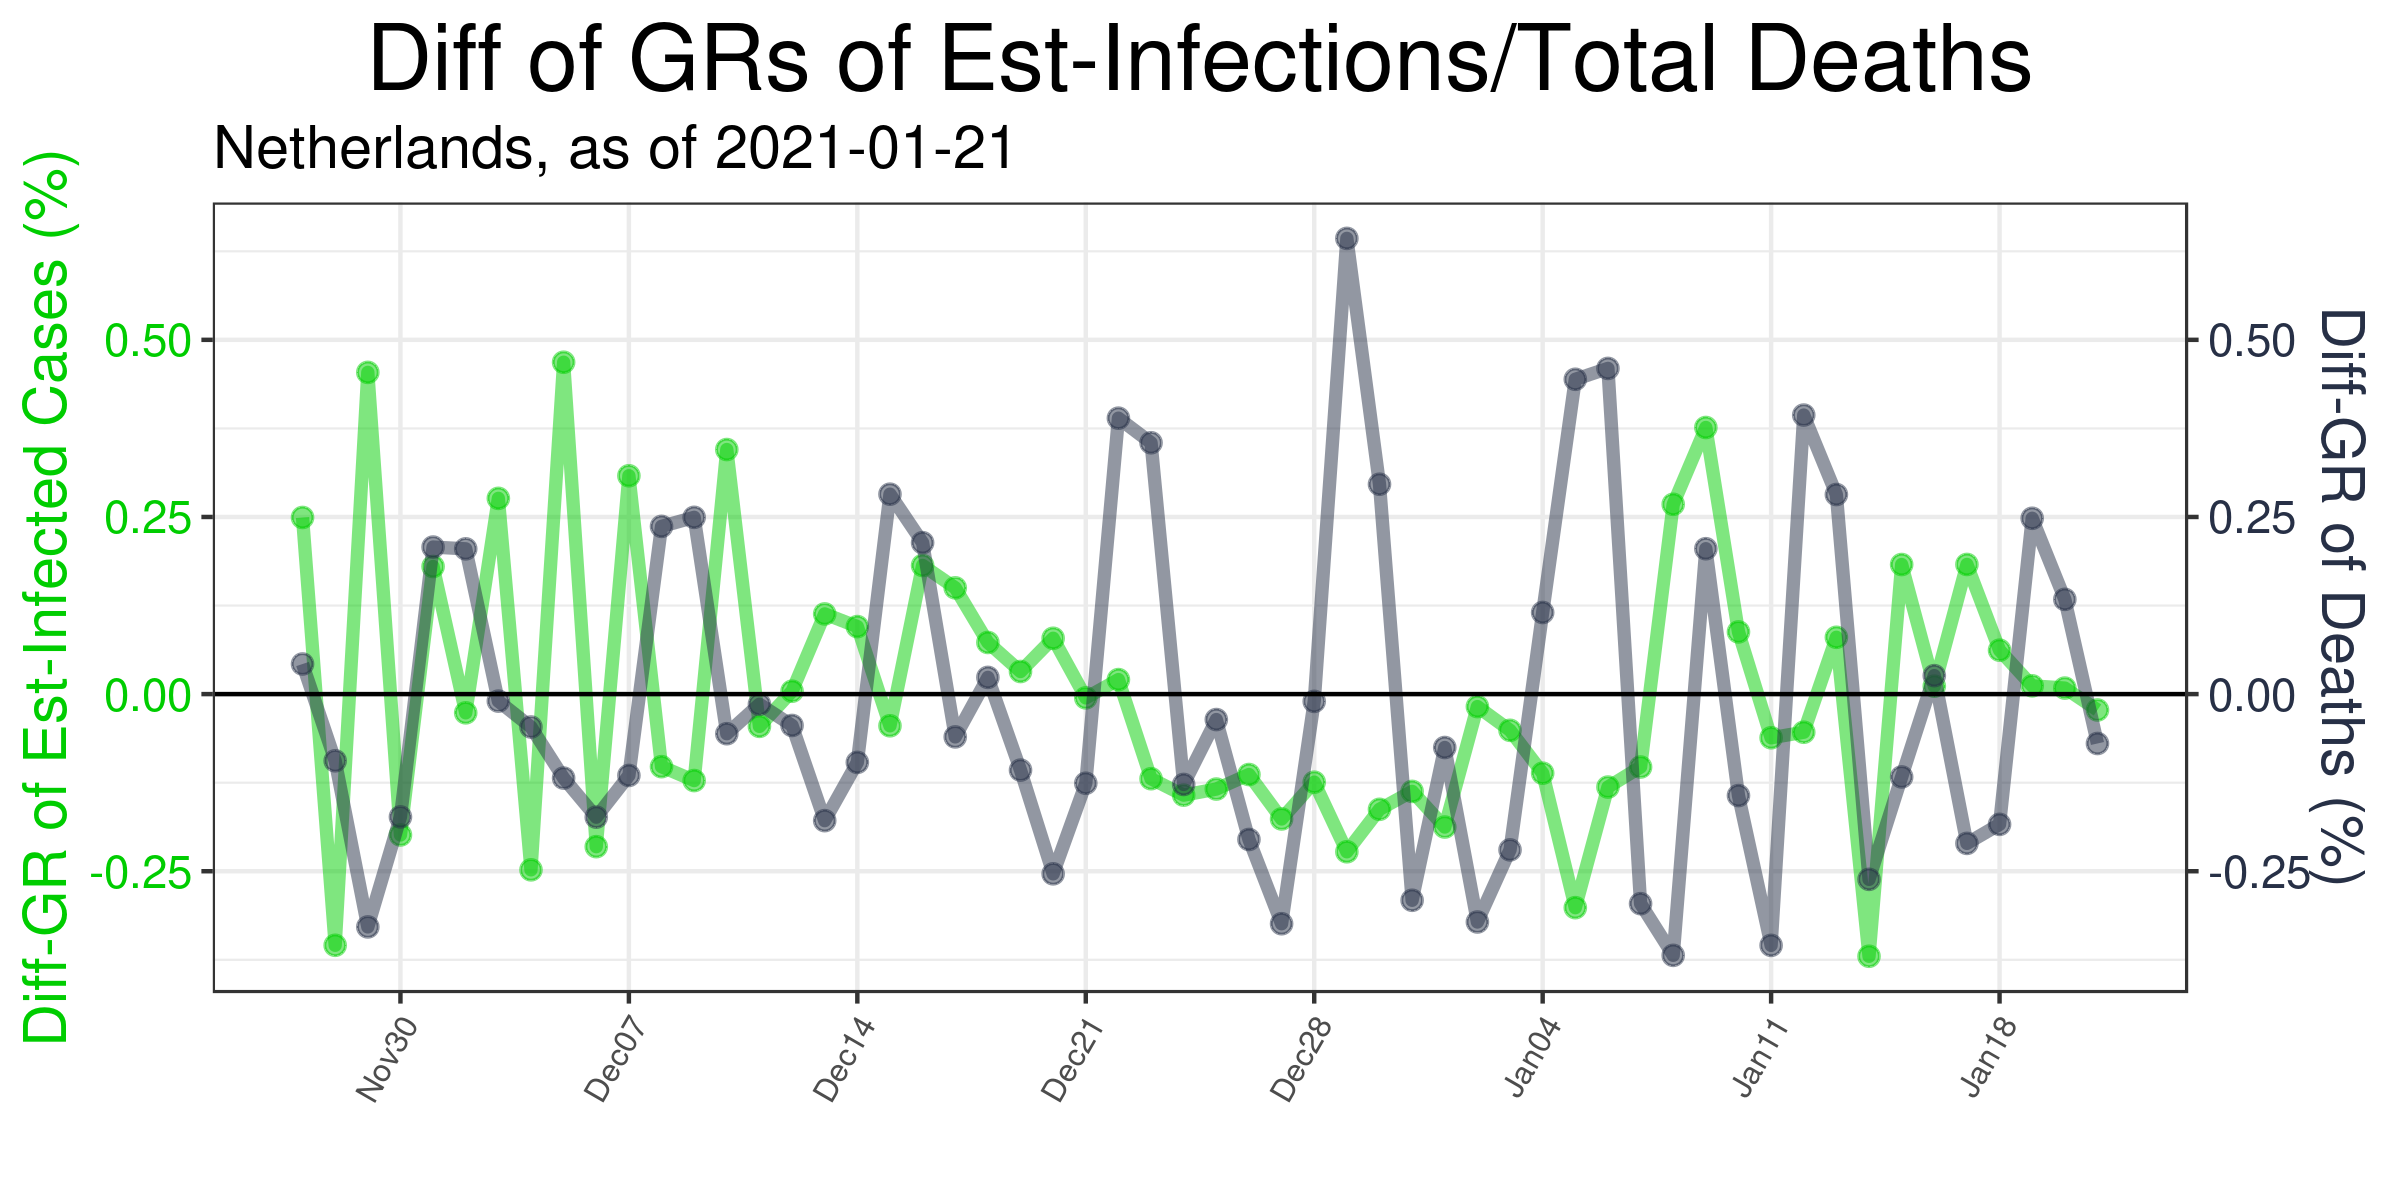 Diff of GRs of Est-Infections/Total Deaths
Netherlands, as of 2021-01-21
Diff-GR of Est-Infected Cases (%)
0.50
0.25
0.00
-0.25
0.50
0.25
0.00
-0.25
Diff-GR of Deaths (%)
Nov30
Dec07
Dec14
Dec21
Dec28
Jan04
Jan11
Jan18